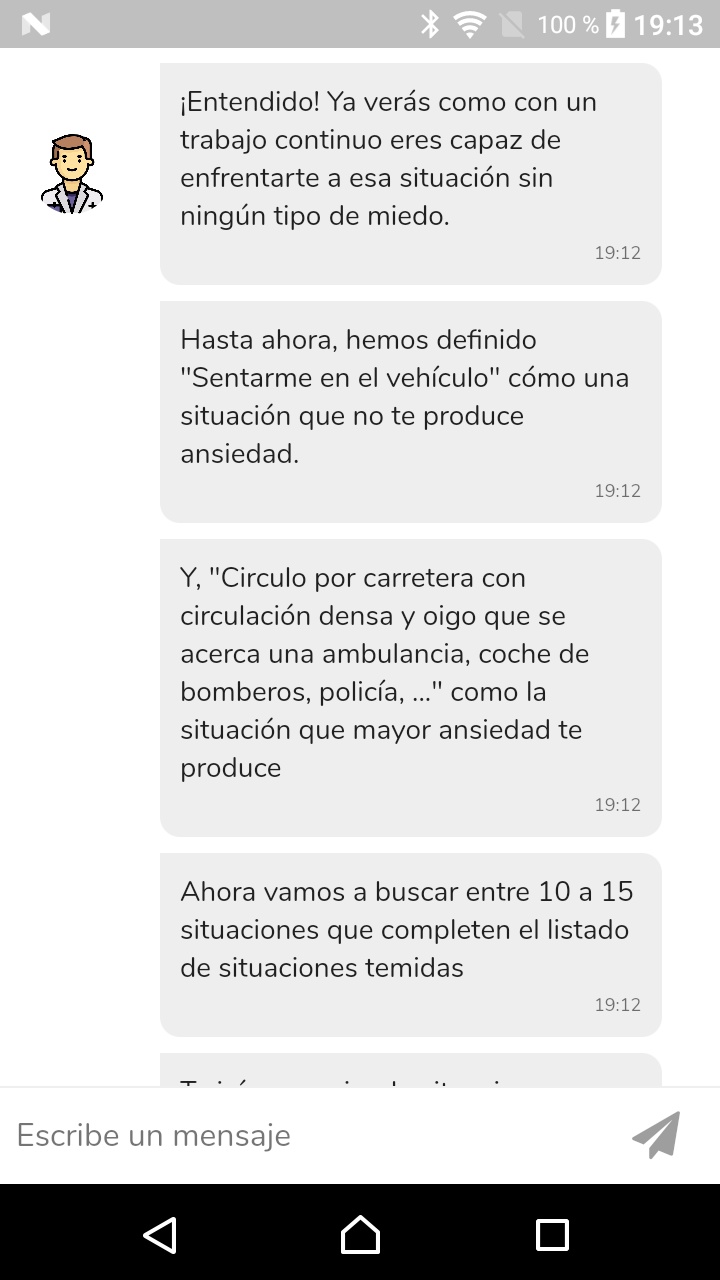 100 % 19:13
¡Entendido! Ya verás como con un
trabajo continuo eres capaz de
enfrentarte a esa situación sin
ningún tipo de miedo.
19:12
Hasta ahora, hemos definido
"Sentarme en el vehículo" cómo una
situación que no te produce
ansiedad.
19:12
Y, "Circulo por carretera con
circulación densa y oigo que se
acerca una ambulancia, coche de
bomberos, policía, ..." como la
situación que mayor ansiedad te
produce
19:12
Ahora vamos a buscar entre 10 a 15
situaciones que completen el listado
de situaciones temidas
19:12
Escribe un mensaje